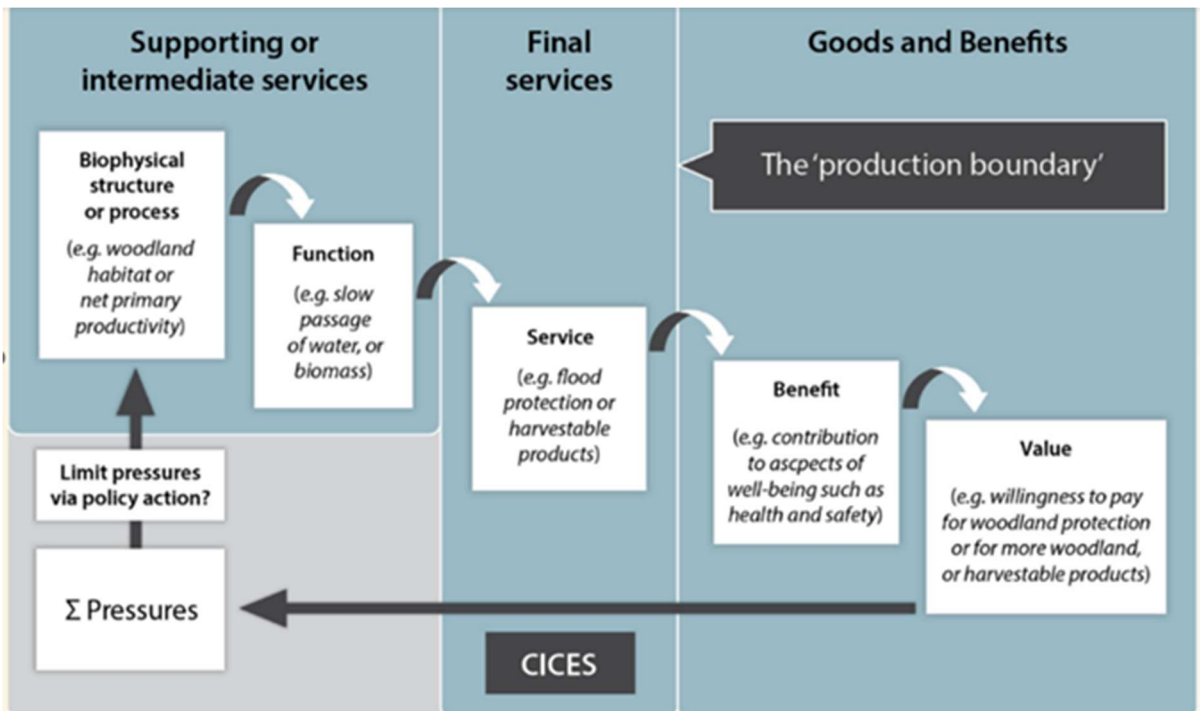 Supporting or
intermediate services
Final
services
Goods and Benefits
The 'production boundary'
Biophysical
structure
or process
(e.g. woodland
habitat or
net primary
productivity)
Function
(e.g. slow
passage
of water, or
biomass)
Service
(e.g. flood
protection or
harvestable
products)
Benefit
(e.g. contribution
to ascpects of
well-being such as
health and safety)
Value
(e.g. willingness to pay
for woodland protection
or for more woodland,
or harvestable products)
Limit pressures
via policy action?
Σ Pressures
CICES